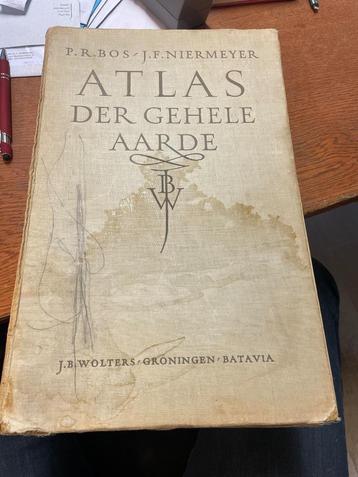 P.R.BOS - J.F.NIERMEYER
ATLAS
DER GEHELE
AARDE
JBW
J.B.WOLTERS - GRONINGEN - BATAVIA